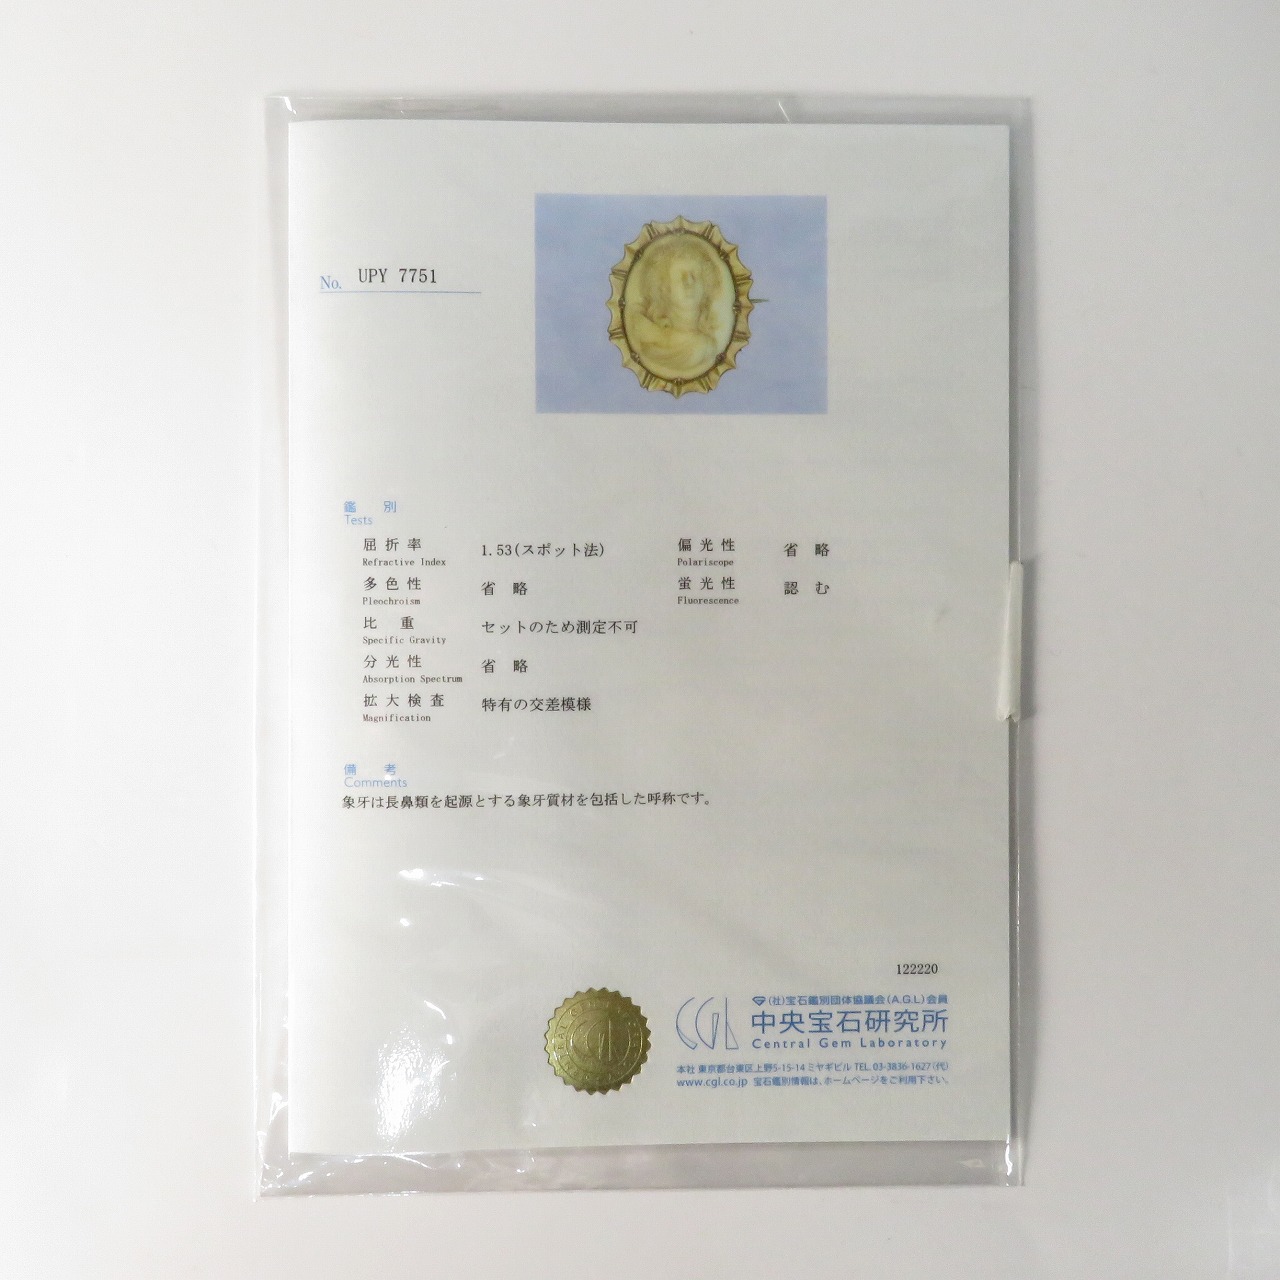 No. UPY 7751
鑑 別
Tests
屈 折 率 1.53(スポット法) 偏 光 性 省 略
Refractive Index Polariscope
多 色 性 省 略 蛍 光 性 認 む
Pleochroism Fluorescence
比 重 セットのため測定不可
Specific Gravity
分 光 性 省 略
Absorption Spectrum
拡 大 検 査 特有の交差模様
Magnification
備 考
Comments
象牙は長鼻類を起源とする象牙質材を包括した呼称です。
122220
CGL (社)宝石鑑別団体協議会(A.G.L)会員
中央宝石研究所
Central Gem Laboratory
本社 東京都台東区上野5-15-14 ミヤギビル TEL. 03-3836-1627(代)
www.cgl.co.jp 宝石鑑別情報は、ホームページをご利用下さい。